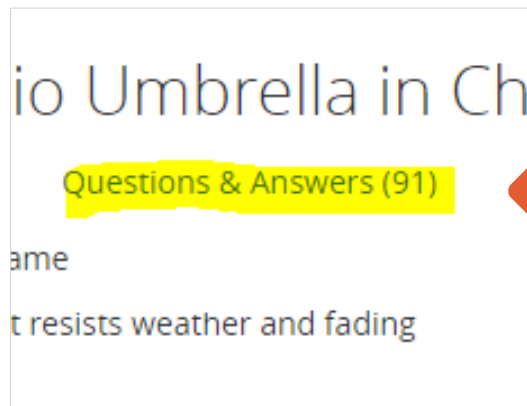 io Umbrella in Ch
Questions & Answers (91)
ame
t resists weather and fading